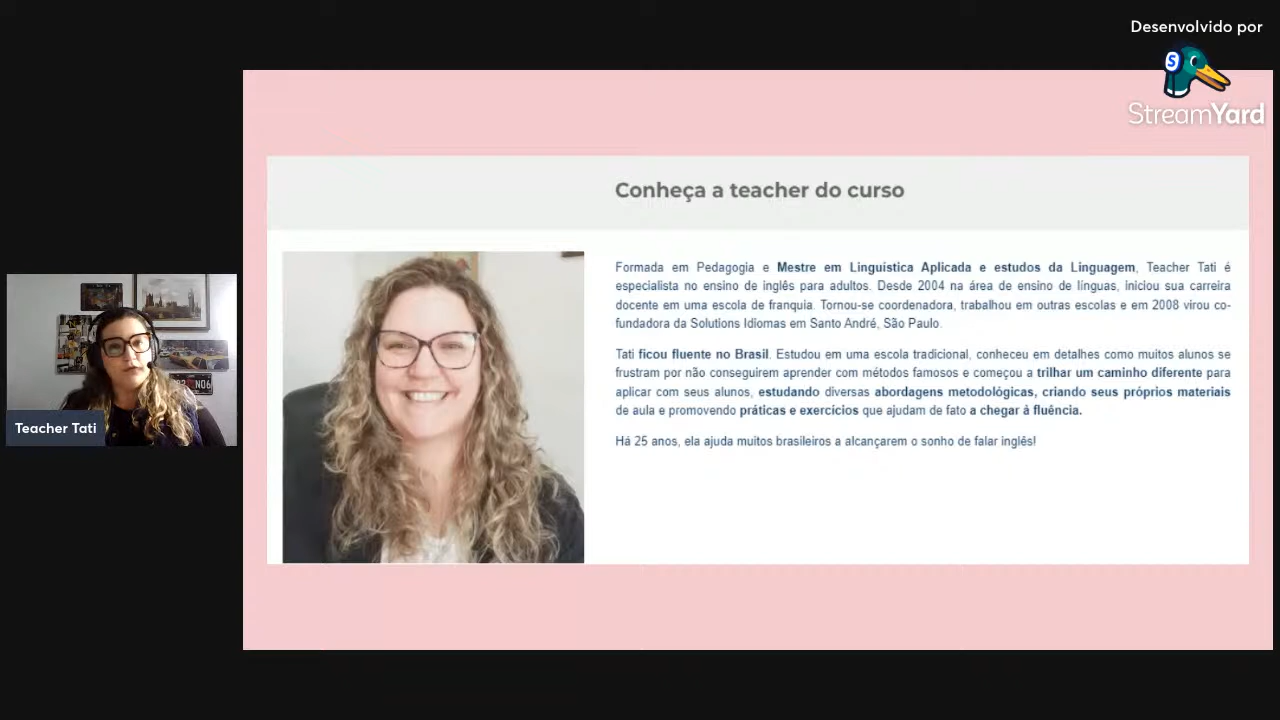 Desenvolvido por
StreamYard
Conheça a teacher do curso
Formada em Pedagogia e Mestre em Linguística Aplicada e estudos da Linguagem, Teacher Tati é
especialista no ensino de inglês para adultos. Desde 2004 na área de ensino de línguas, iniciou sua carreira
docente em uma escola de franquia. Tornou-se coordenadora, trabalhou em outras escolas e em 2008 virou co-
fundadora da Solutions Idiomas em Santo André, São Paulo.
Tati ficou fluente no Brasil. Estudou em uma escola tradicional, conheceu em detalhes como muitos alunos se
frustram por não conseguirem aprender com métodos famosos e começou a trilhar um caminho diferente para
aplicar com seus alunos, estudando diversas abordagens metodológicas, criando seus próprios materiais
de aula e promovendo práticas e exercícios que ajudam de fato a chegar à fluência.
Há 25 anos, ela ajuda muitos brasileiros a alcançarem o sonho de falar inglês!
Teacher Tati